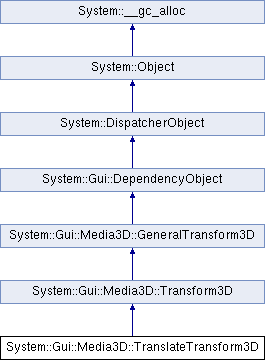 System::__gc_alloc
System::Object
System::DispatcherObject
System::Gui::DependencyObject
System::Gui::Media3D::GeneralTransform3D
System::Gui::Media3D::Transform3D
System::Gui::Media3D::TranslateTransform3D